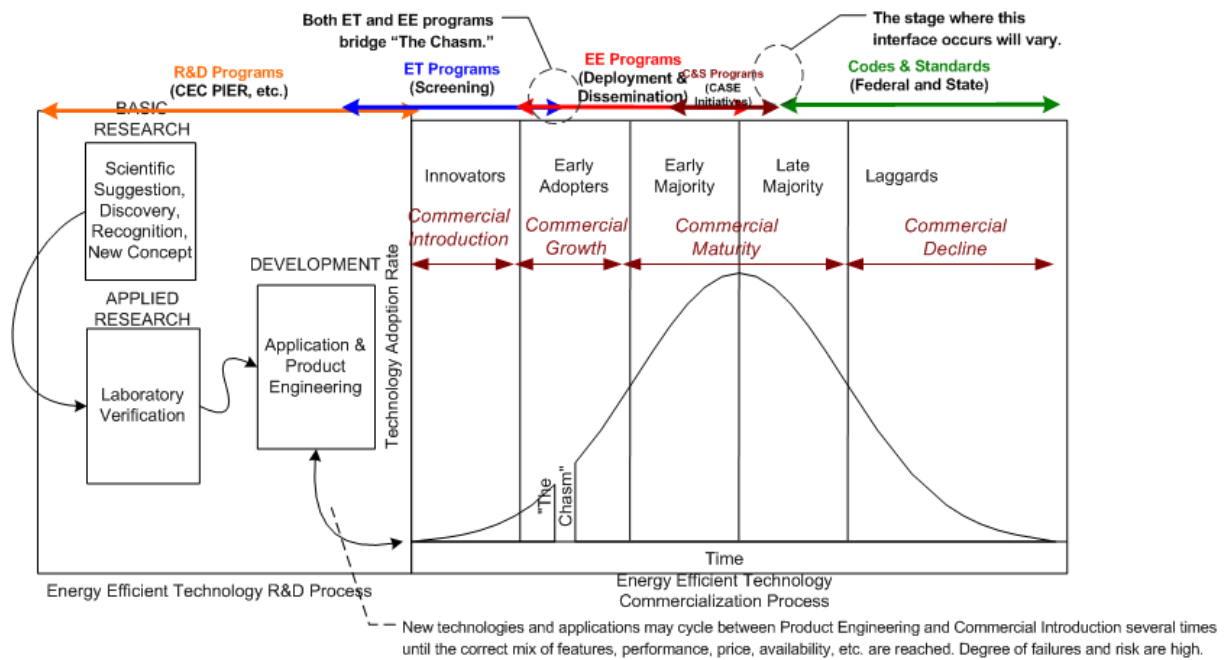 Both ET and EE programs
bridge “The Chasm.”
The stage where this
interface occurs will vary.
R&D Programs
(CEC PIER, etc.)
ET Programs
(Screening)
EE Programs
(Deployment &
Dissemination)
C&S Programs
(CASE
Initiatives)
Codes & Standards
(Federal and State)
BASIC
RESEARCH
Scientific
Suggestion,
Discovery,
Recognition,
New Concept
APPLIED
RESEARCH
Laboratory
Verification
DEVELOPMENT
Application &
Product
Engineering
Technology Adoption Rate
Innovators
Early
Adopters
Early
Majority
Late
Majority
Laggards
Commercial
Introduction
Commercial
Growth
Commercial
Maturity
Commercial
Decline
"The
Chasm"
Time
Energy Efficient Technology R&D Process
Energy Efficient Technology
Commercialization Process
New technologies and applications may cycle between Product Engineering and Commercial Introduction several times
until the correct mix of features, performance, price, availability, etc. are reached. Degree of failures and risk are high.